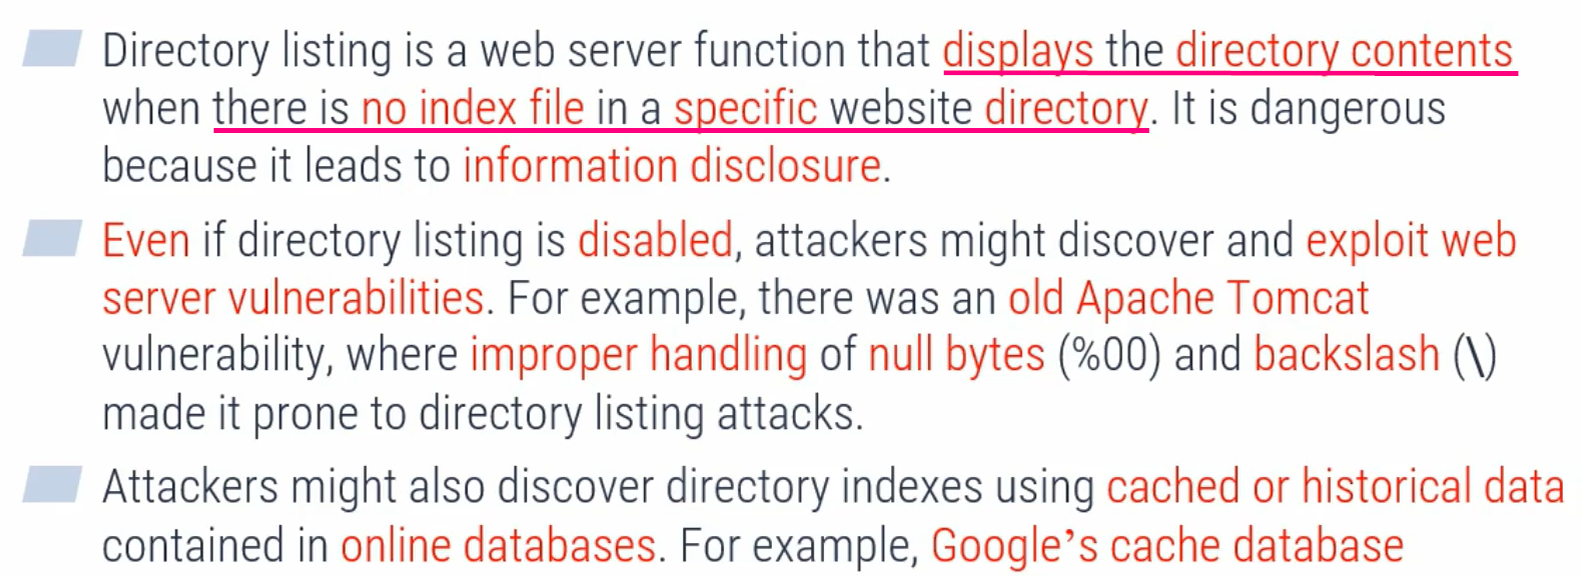 Directory listing is a web server function that displays the directory contents
when there is no index file in a specific website directory. It is dangerous
because it leads to information disclosure.
Even if directory listing is disabled, attackers might discover and exploit web
server vulnerabilities. For example, there was an old Apache Tomcat
vulnerability, where improper handling of null bytes (%00) and backslash (\)
made it prone to directory listing attacks.
Attackers might also discover directory indexes using cached or historical data
contained in online databases. For example, Google’s cache database